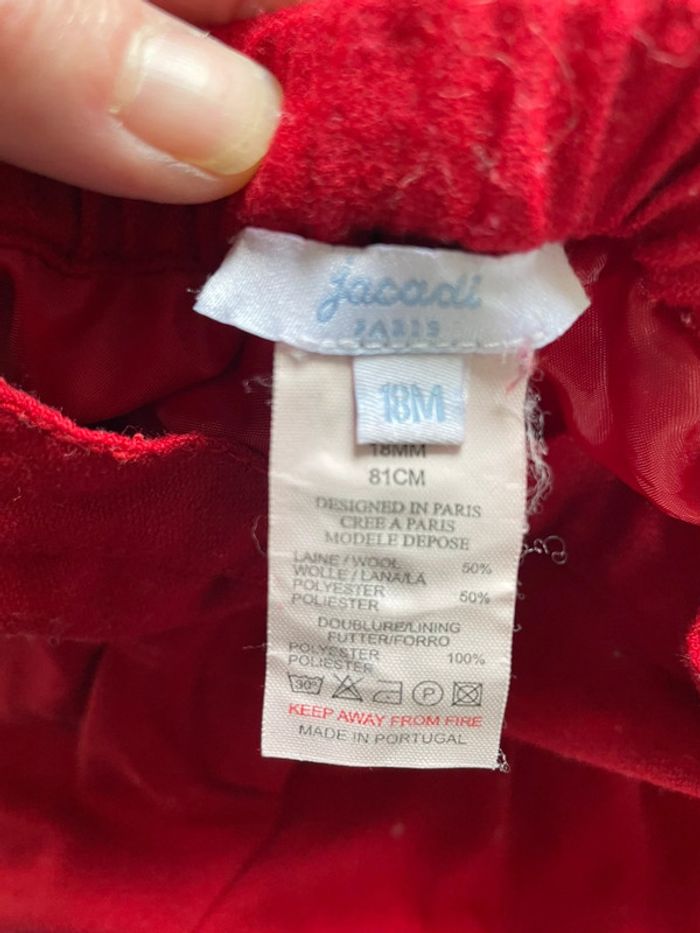 jacadi
PARIS
18M
18MM
81CM
DESIGNED IN PARIS
CREE A PARIS
MODELE DEPOSE
LAINE / WOOL 50%
WOLLE / LANA/LA
POLYESTER 50%
POLIESTER
DOUBLURE/LINING
FUTTER/FORRO
POLYESTER 100%
POLIESTER
30° P
KEEP AWAY FROM FIRE
MADE IN PORTUGAL